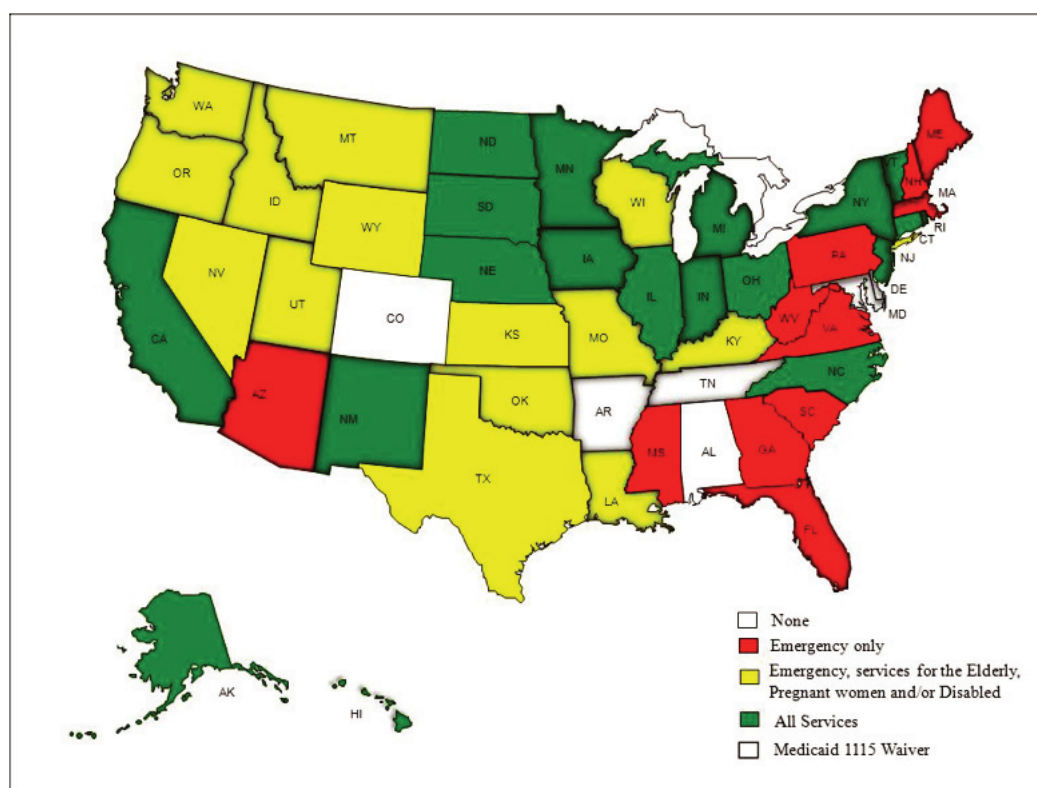 WA
MT
ND
MN
ME
OR
ID
SD
WI
VT
NH
MA
NY
MI
RI
WY
CT
IA
PA
NJ
NE
NV
OH
DE
IL
IN
UT
MD
CO
WV
CA
VA
KS
MO
KY
NC
TN
AZ
OK
NM
AR
SC
MS
AL
GA
TX
LA
FL
None
Emergency only
Emergency, services for the Elderly,
Pregnant women and/or Disabled
AK
HI
All Services
Medicaid 1115 Waiver